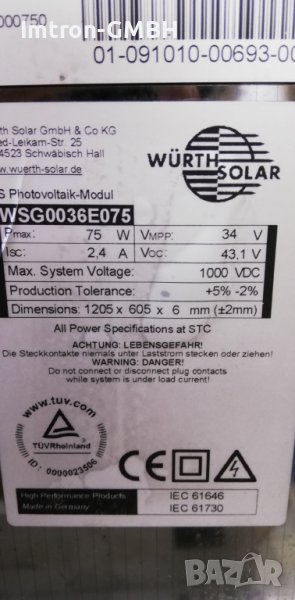 000750
Imtron-GMBH
01-091010-00693-00
rth Solar GmbH & Co KG
ed-Leikam-Str. 25
4523 Schwäbisch Hall
w.wuerth-solar.de
WÜRTH
SOLAR
S Photovoltaik-Modul
WSG0036E075
Pmax: 75 W VMPP: 34 V
ISC: 2,4 A VOC: 43,1 V
Max. System Voltage: 1000 VDC
Production Tolerance: +5% -2%
Dimensions: 1205 x 605 x 6 mm (±2mm)
All Power Specifications at STC
ACHTUNG: LEBENSGEFAHR!
Die Steckkontakte niemals unter Laststrom stecken oder ziehen!
WARNING: DANGER!
Do not connect or disconnect plug contacts
while system is under load current!
www.tuv.com
TÜVRheinland
ID: 0000023506
CE
High Performance Products IEC 61646
Made in Germany IEC 61730
BAZAR